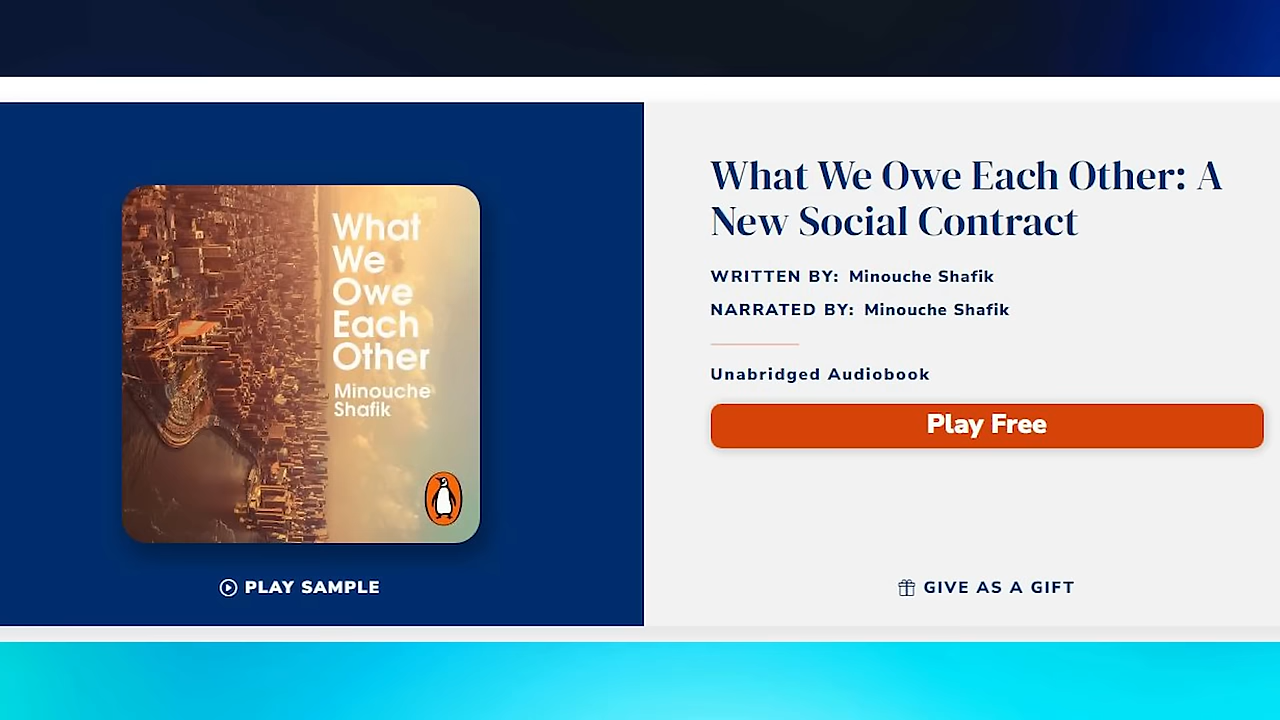 What
We
Owe
Each
Other
Minouche
Shafik
PLAY SAMPLE
What We Owe Each Other: A
New Social Contract
WRITTEN BY: Minouche Shafik
NARRATED BY: Minouche Shafik
Unabridged Audiobook
Play Free
GIVE AS A GIFT